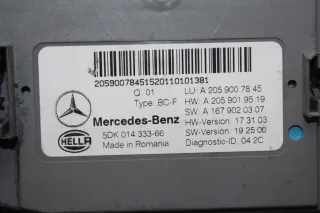 2059007845152011010​1381
Q 01 LU: A 205 900 78 45
Type: BC-F HW: A 205 901 95 19
SW: A 167 902 03 07
Mercedes-Benz HW-Version: 17 31 03
HELLA 5DK 014 333-66 SW-Version: 19 25 00
Made in Romania Diagnostic-ID: 04 2C